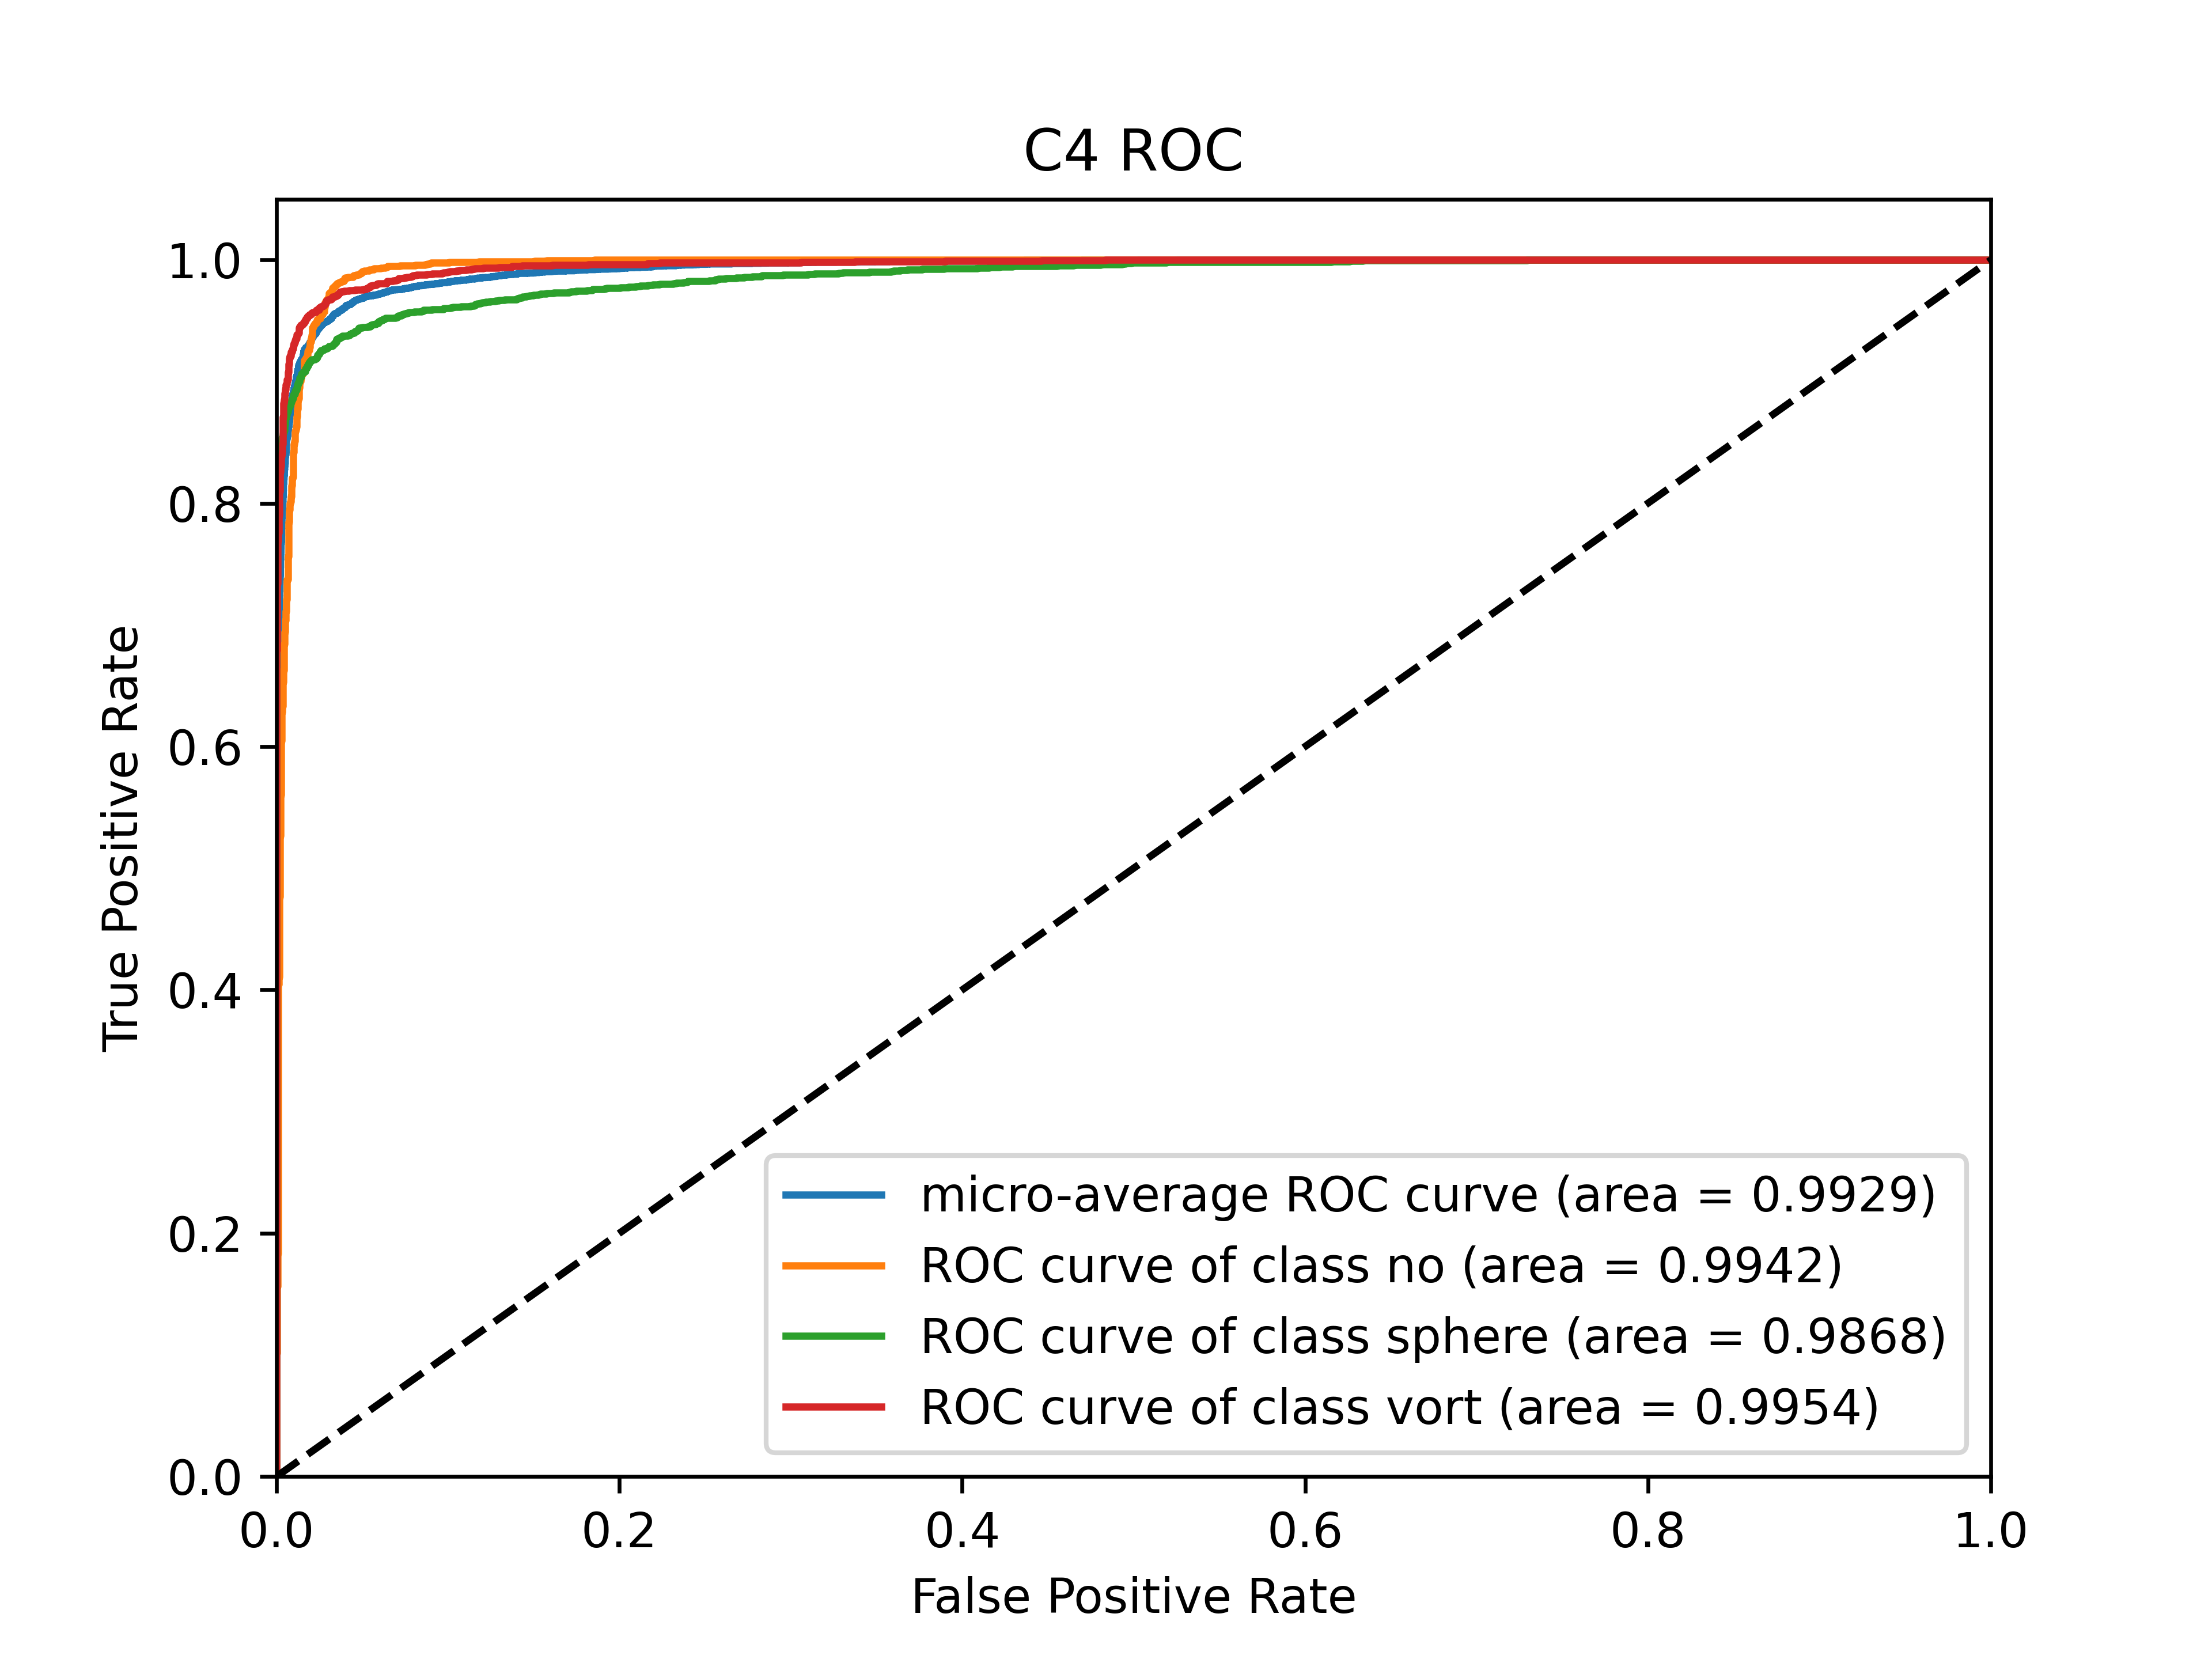 C4 ROC
1.0
0.8
0.6
0.4
0.2
0.0
True Positive Rate
micro-average ROC curve (area = 0.9929)
ROC curve of class no (area = 0.9942)
ROC curve of class sphere (area = 0.9868)
ROC curve of class vort (area = 0.9954)
0.0 0.2 0.4 0.6 0.8 1.0
False Positive Rate